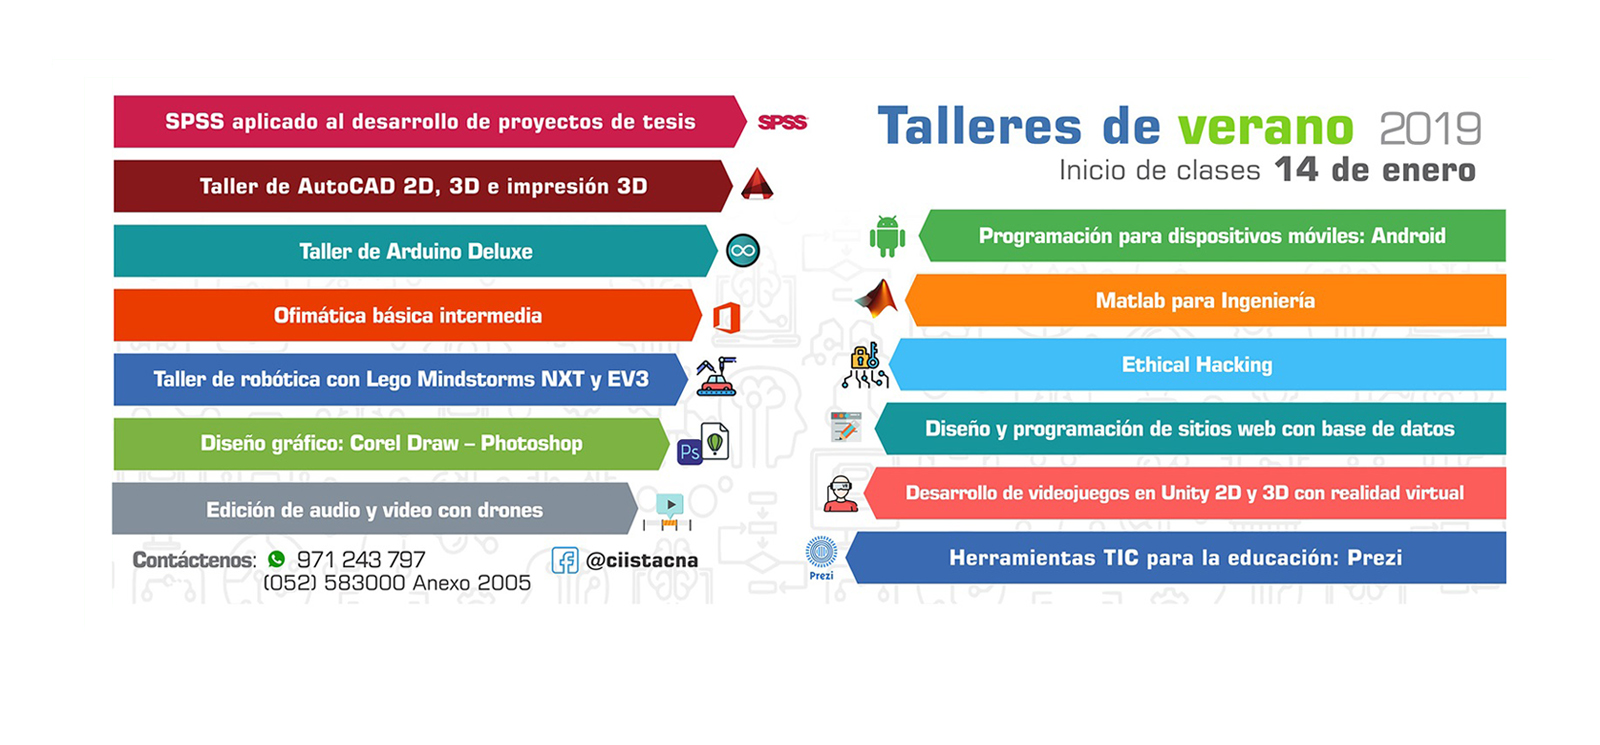 SPSS aplicado al desarrollo de proyectos de tesis
SPSS
Taller de AutoCAD 2D, 3D e impresión 3D
Taller de Arduino Deluxe
Ofimática básica intermedia
Taller de robótica con Lego Mindstorms NXT y EV3
Diseño gráfico: Corel Draw – Photoshop
Ps
Edición de audio y video con drones
Contáctenos: 971 243 797
(052) 583000 Anexo 2005
@ciistacna
Talleres de verano 2019
Inicio de clases 14 de enero
Programación para dispositivos móviles: Android
Matlab para Ingeniería
Ethical Hacking
Diseño y programación de sitios web con base de datos
Desarrollo de videojuegos en Unity 2D y 3D con realidad virtual
VR
Herramientas TIC para la educación: Prezi
Prezi